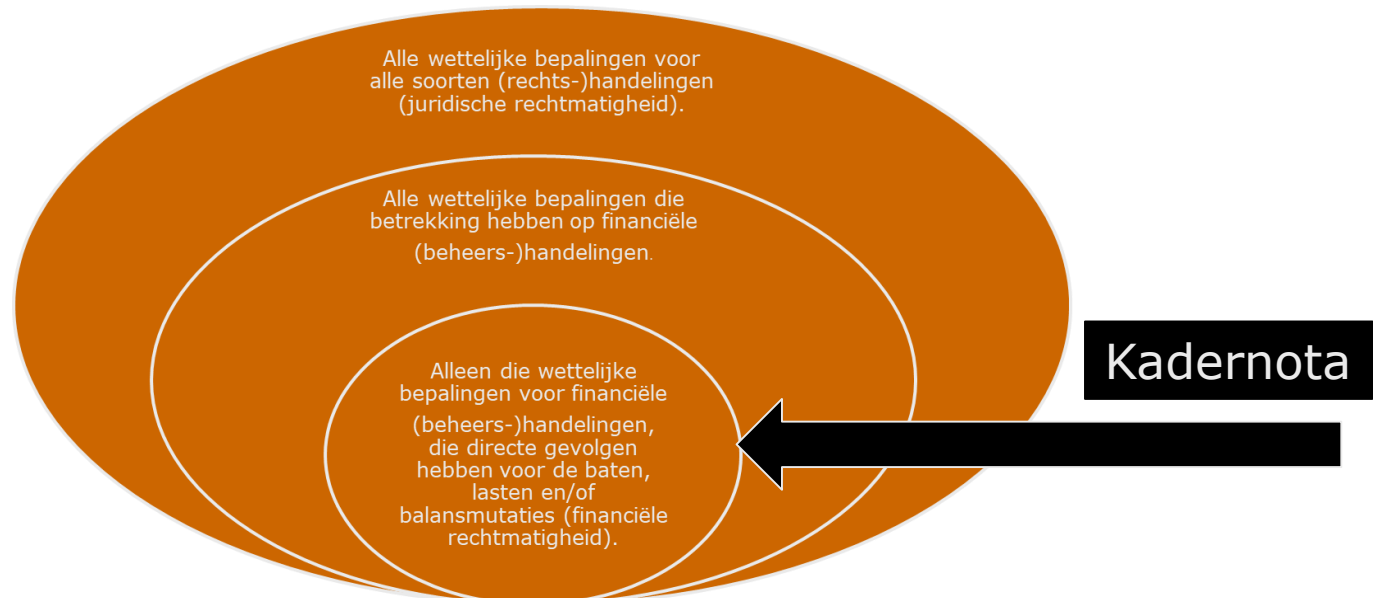 Alle wettelijke bepalingen voor
alle soorten (rechts-)handelingen
(juridische rechtmatigheid).
Alle wettelijke bepalingen die
betrekking hebben op financiële
(beheers-)handelingen.
Kadernota
Alleen die wettelijke
bepalingen voor financiële
(beheers-)handelingen,
die directe gevolgen
hebben voor de baten,
lasten en/of
balansmutaties (financiële
rechtmatigheid).